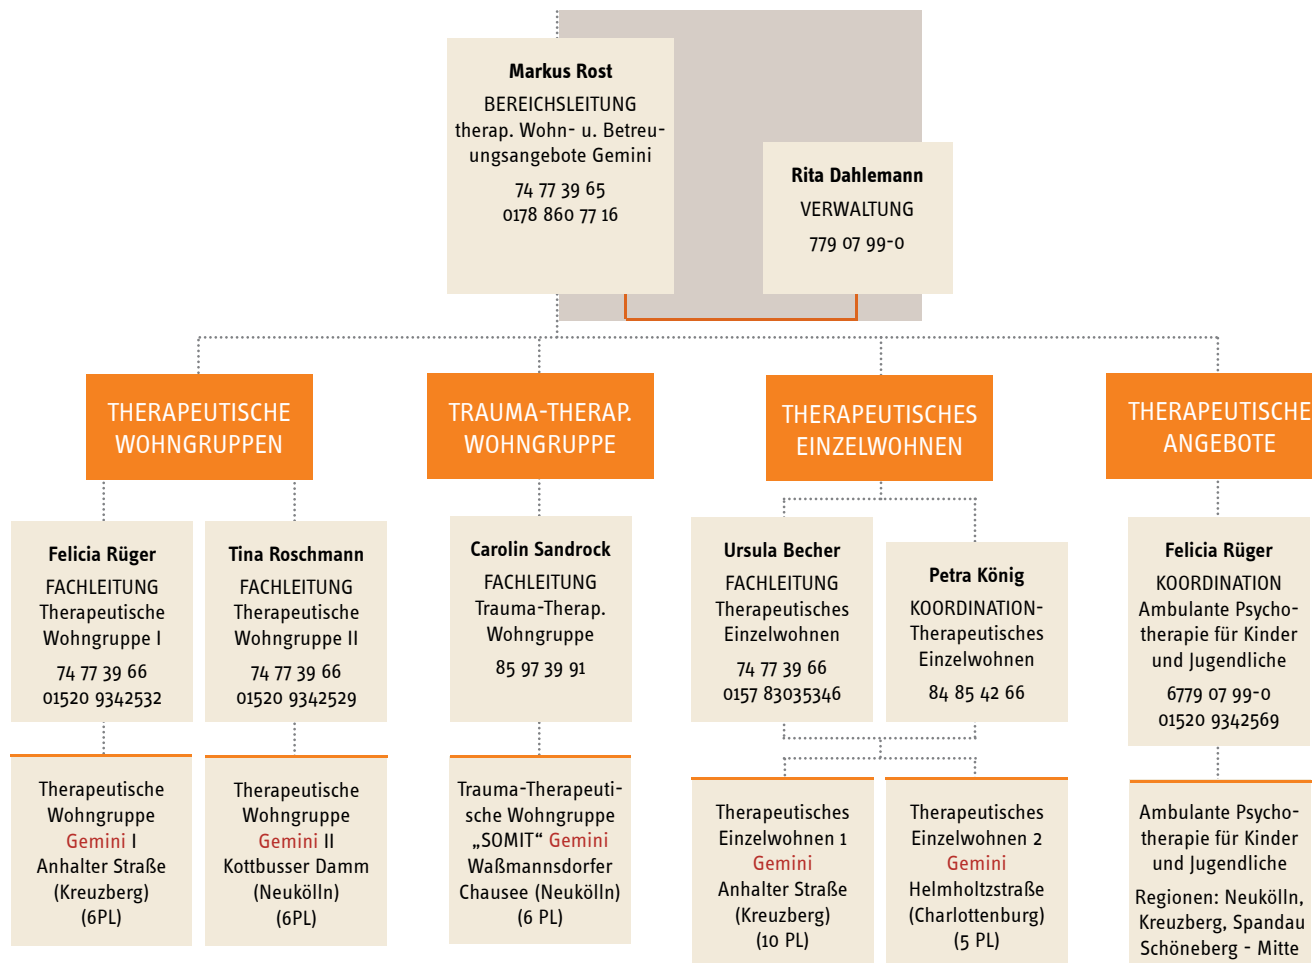 Markus Rost
BEREICHSLEITUNG
therap. Wohn- u. Betreu-
ungsangebote Gemini
74 77 39 65
0178 860 77 16
Rita Dahlemann
VERWALTUNG
779 07 99-0
THERAPEUTISCHE
WOHNGRUPPEN
TRAUMA-THERAP.
WOHNGRUPPE
THERAPEUTISCHES
EINZELWOHNEN
THERAPEUTISCHE
ANGEBOTE
Felicia Rüger
FACHLEITUNG
Therapeutische
Wohngruppe I
74 77 39 66
01520 9342532
Tina Roschmann
FACHLEITUNG
Therapeutische
Wohngruppe II
74 77 39 66
01520 9342529
Carolin Sandrock
FACHLEITUNG
Trauma-Therap.
Wohngruppe
85 97 39 91
Ursula Becher
FACHLEITUNG
Therapeutisches
Einzelwohnen
74 77 39 66
0157 83035346
Petra König
KOORDINATION-
Therapeutisches
Einzelwohnen
84 85 42 66
Felicia Rüger
KOORDINATION
Ambulante Psycho-
therapie für Kinder
und Jugendliche
6779 07 99-0
01520 9342569
Therapeutische
Wohngruppe
Gemini I
Anhalter Straße
(Kreuzberg)
(6PL)
Therapeutische
Wohngruppe
Gemini II
Kottbusser Damm
(Neukölln)
(6PL)
Trauma-Therapeuti-
sche Wohngruppe
„SOMIT“ Gemini
Waßmannsdorfer
Chausee (Neukölln)
(6 PL)
Therapeutisches
Einzelwohnen 1
Gemini
Anhalter Straße
(Kreuzberg)
(10 PL)
Therapeutisches
Einzelwohnen 2
Gemini
Helmholtzstraße
(Charlottenburg)
(5 PL)
Ambulante Psycho-
therapie für Kinder
und Jugendliche
Regionen: Neukölln,
Kreuzberg, Spandau
Schöneberg - Mitte